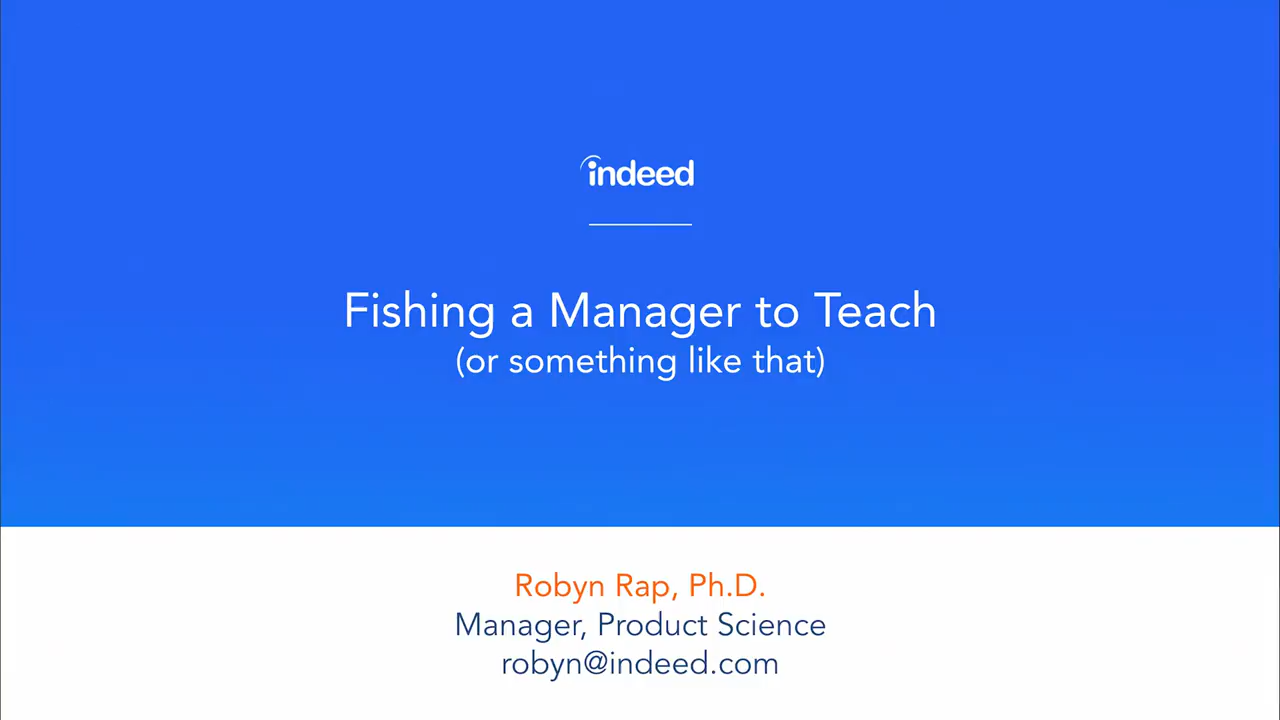 indeed
Fishing a Manager to Teach
(or something like that)
Robyn Rap, Ph.D.
Manager, Product Science
robyn@indeed.com